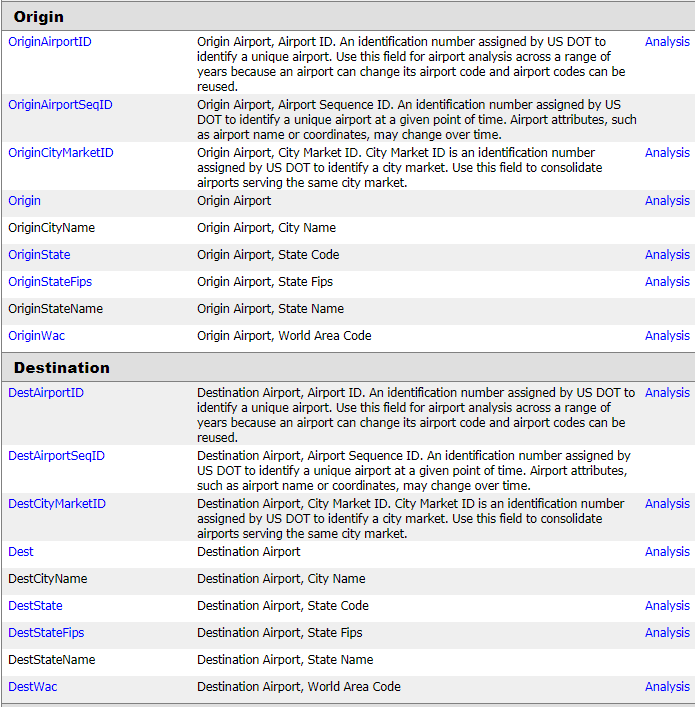 Origin
OriginAirportID Origin Airport, Airport ID. An identification number assigned by US DOT to Analysis
identify a unique airport. Use this field for airport analysis across a range of
years because an airport can change its airport code and airport codes can be
reused.
OriginAirportSeqID Origin Airport, Airport Sequence ID. An identification number assigned by US
DOT to identify a unique airport at a given point of time. Airport attributes, such
as airport name or coordinates, may change over time.
OriginCityMarketID Origin Airport, City Market ID. City Market ID is an identification number Analysis
assigned by US DOT to identify a city market. Use this field to consolidate
airports serving the same city market.
Origin Origin Airport Analysis
OriginCityName Origin Airport, City Name
OriginState Origin Airport, State Code Analysis
OriginStateFips Origin Airport, State Fips Analysis
OriginStateName Origin Airport, State Name
OriginWac Origin Airport, World Area Code Analysis
Destination
DestAirportID Destination Airport, Airport ID. An identification number assigned by US DOT to Analysis
identify a unique airport. Use this field for airport analysis across a range of
years because an airport can change its airport code and airport codes can be
reused.
DestAirportSeqID Destination Airport, Airport Sequence ID. An identification number assigned by
US DOT to identify a unique airport at a given point of time. Airport attributes,
such as airport name or coordinates, may change over time.
DestCityMarketID Destination Airport, City Market ID. City Market ID is an identification number Analysis
assigned by US DOT to identify a city market. Use this field to consolidate
airports serving the same city market.
Dest Destination Airport Analysis
DestCityName Destination Airport, City Name
DestState Destination Airport, State Code Analysis
DestStateFips Destination Airport, State Fips Analysis
DestStateName Destination Airport, State Name
DestWac Destination Airport, World Area Code Analysis